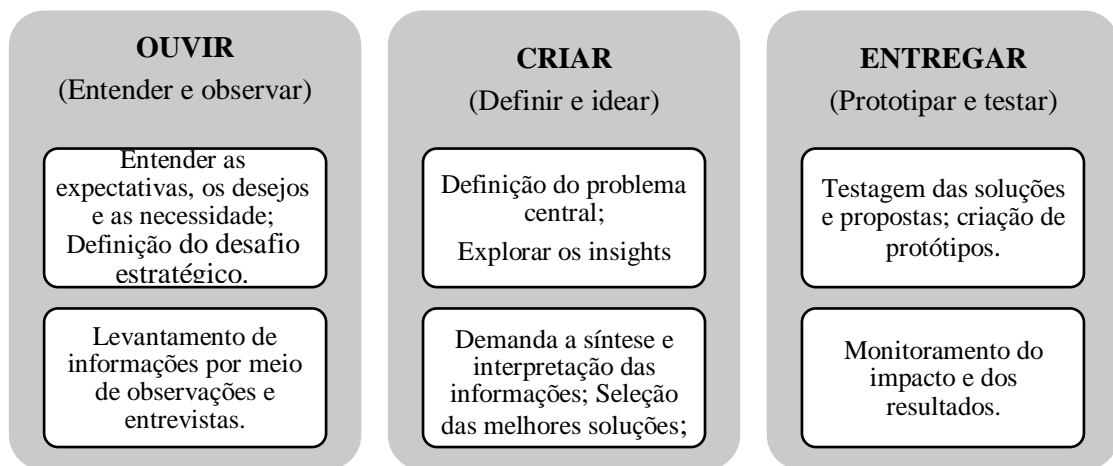 OUVIR
(Entender e observar)
Entender as
expectativas, os desejos
e as necessidade;
Definição do desafio
estratégico.
Levantamento de
informações por meio
de observações e
entrevistas.
CRIAR
(Definir e idear)
Definição do problema
central;
Explorar os insights
Demanda a síntese e
interpretação das
informações; Seleção
das melhores soluções;
ENTREGAR
(Prototipar e testar)
Testagem das soluções
e propostas; criação de
protótipos.
Monitoramento do
impacto e dos
resultados.